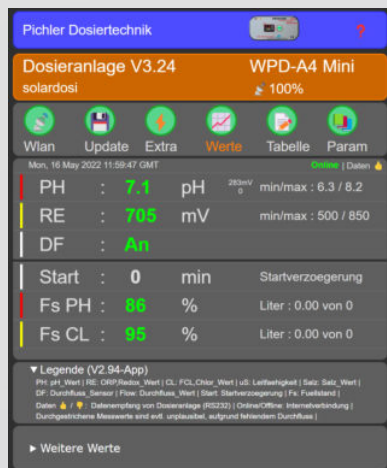 Pichler Dosiertechnik ?
Dosieranlage V3.24 WPD-A4 Mini
solardosi 100%
Wlan Update Extra Werte Tabelle Param
Mon, 16 May 2022 11:59:47 GMT Online | Daten 👍
PH : 7.1 pH 283mV 0 min/max : 6.3 / 8.2
RE : 705 mV min/max : 500 / 850
DF : An
Start : 0 min Startverzoegerung
Fs PH : 86 % Liter : 0.00 von 0
Fs CL : 95 % Liter : 0.00 von 0
▼ Legende (V2.94-App)
PH: pH_Wert | RE: ORP,Redox_Wert | CL: FCL,Chlor_Wert | uS: Leitfaehigkeit | Salz: Salz_Wert |
DF: Durchfluss_Sensor | Flow: Durchfluss_Wert | Start: Startverzoegerung | Fs: Fuellstand |
Daten 👍 / 👎 : Datenempfang von Dosieranlage (RS232) | Online/Offline: Internetverbindung |
Durchgestrichene Messwerte sind evtl. unplausibel, aufgrund fehlendem Durchfluss |
▸ Weitere Werte